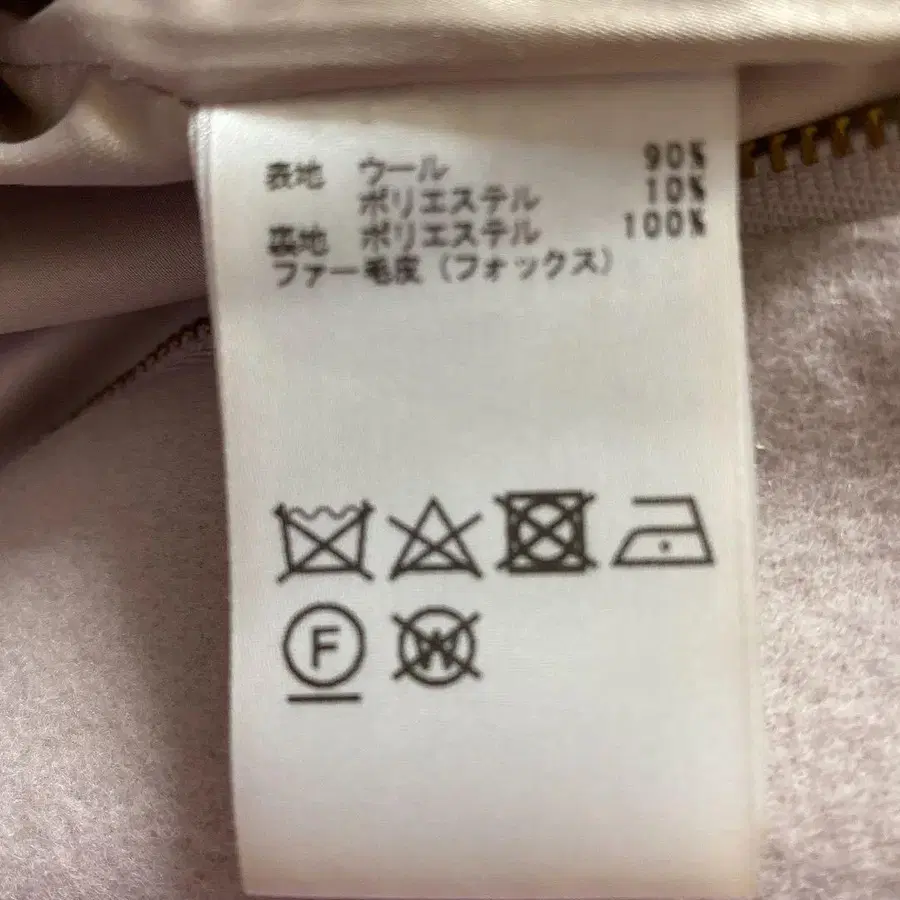 表地 ウール 90%
ポリエステル 10%
裏地 ポリエステル 100%
ファー毛皮（フォックス）
F W